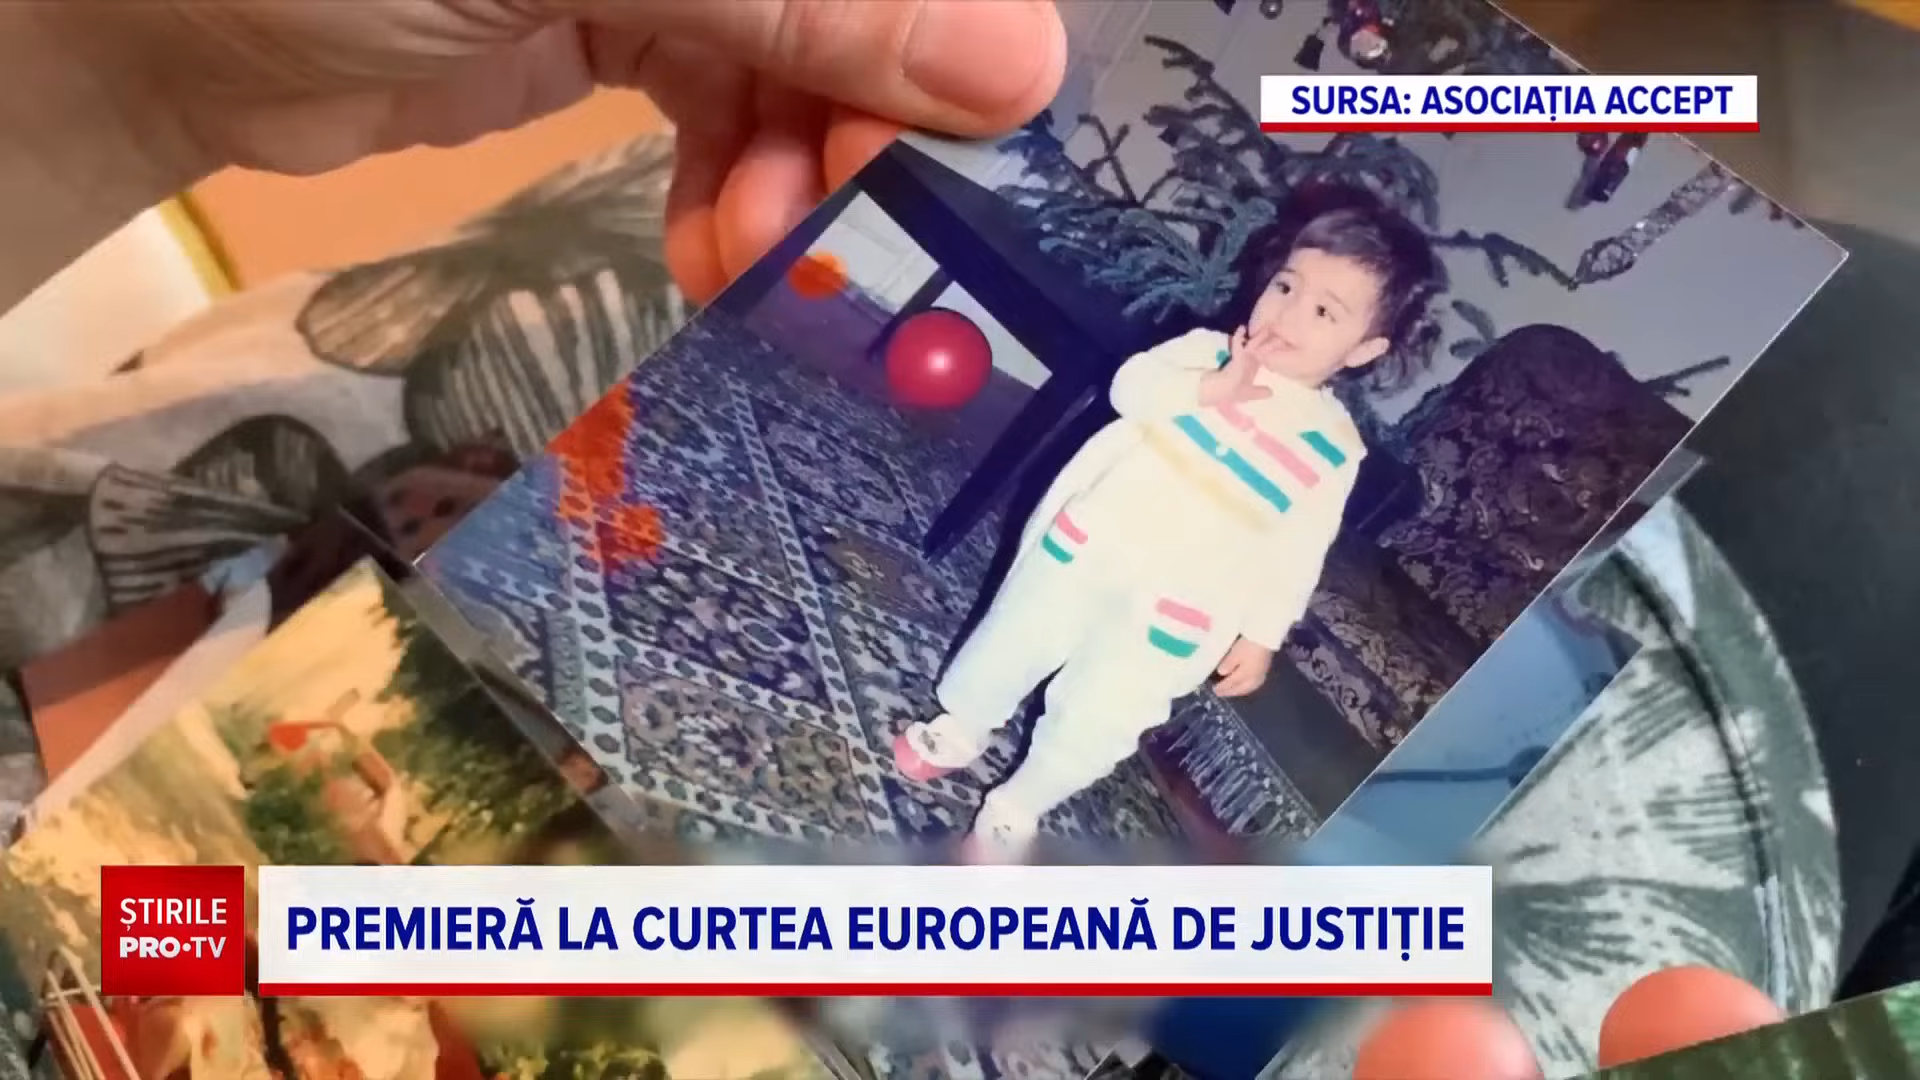 SURSA: ASOCIAȚIA ACCEPT
ȘTIRILE
PRO•TV
PREMIERĂ LA CURTEA EUROPEANĂ DE JUSTIȚIE